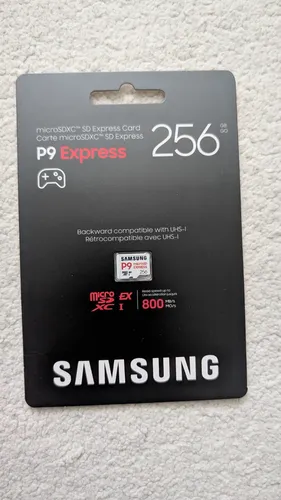 microSDXC™ SD Express Card
Carte microSDXC™ SD Express
P9 Express
256 GB
GO
Backward compatible with UHS-I
Rétrocompatible avec UHS-I
SAMSUNG
P9
256
micro SD XC EX I
800 MB/s
MO/s
SAMSUNG